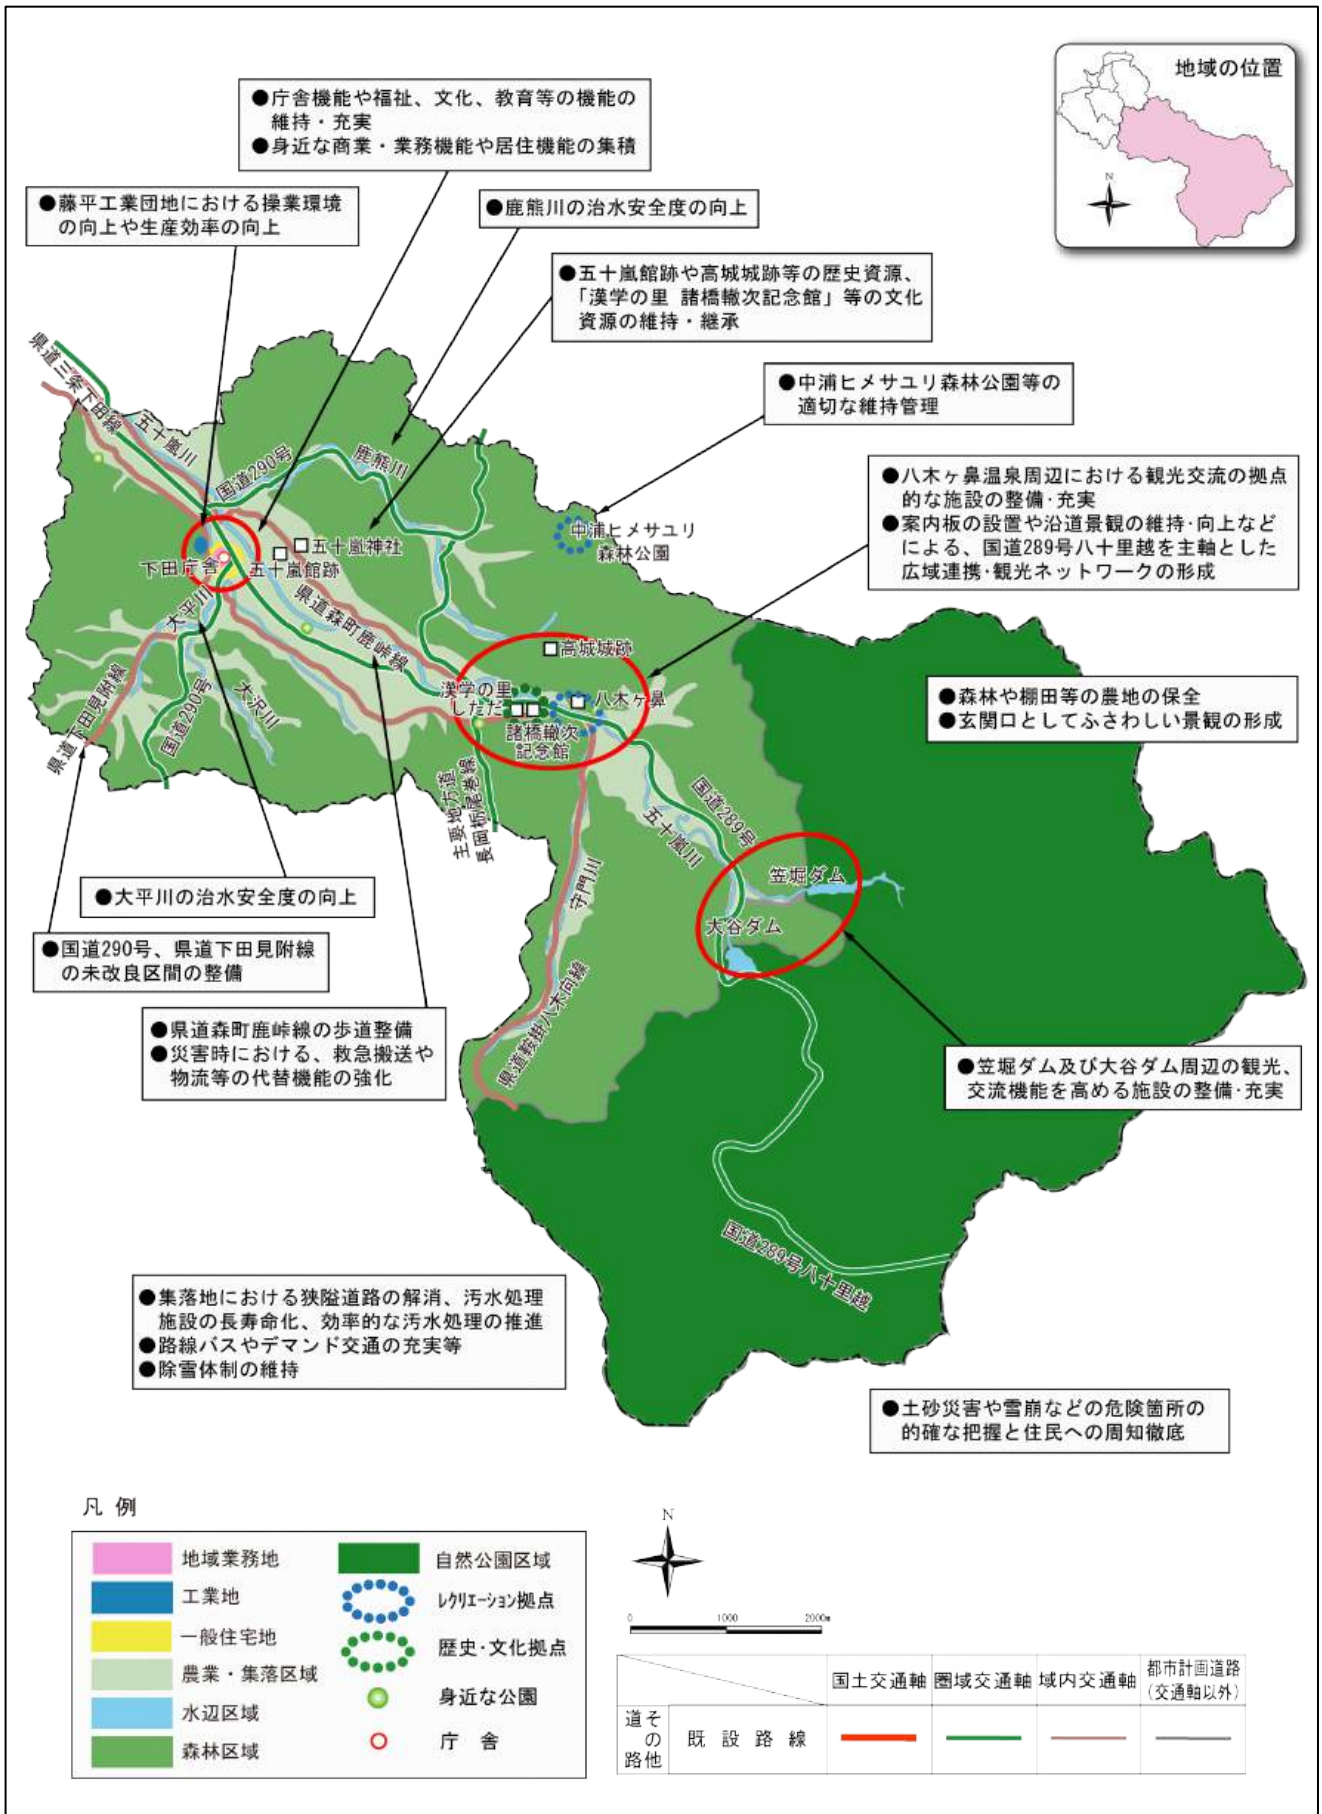 地域の位置
N
●庁舎機能や福祉、文化、教育等の機能の
維持・充実
●身近な商業・業務機能や居住機能の集積
●藤平工業団地における操業環境
の向上や生産効率の向上
●鹿熊川の治水安全度の向上
●五十嵐館跡や高城城跡等の歴史資源、
「漢学の里 諸橋轍次記念館」等の文化
資源の維持・継承
●中浦ヒメサユリ森林公園等の
適切な維持管理
●八木ヶ鼻温泉周辺における観光交流の拠点
的な施設の整備・充実
●案内板の設置や沿道景観の維持・向上など
による、国道289号八十里越を主軸とした
広域連携・観光ネットワークの形成
県道三条下田線
五十嵐川
国道290号
鹿熊川
中浦ヒメサユリ
森林公園
五十嵐神社
下田庁舎
五十嵐館跡
大平川
県道森町鹿峠線
高城城跡
県道下田見附線
国道290号
大沢川
漢学の里
しただ
八木ヶ鼻
諸橋轍次
記念館
主要地方道
長岡栃尾巻線
国道289号
五十嵐川
守門川
笠堀ダム
大谷ダム
県道鞍掛八木向線
国道289号八十里越
●森林や棚田等の農地の保全
●玄関口としてふさわしい景観の形成
●大平川の治水安全度の向上
●国道290号、県道下田見附線
の未改良区間の整備
●県道森町鹿峠線の歩道整備
●災害時における、救急搬送や
物流等の代替機能の強化
●笠堀ダム及び大谷ダム周辺の観光、
交流機能を高める施設の整備・充実
●集落地における狭隘道路の解消、汚水処理
施設の長寿命化、効率的な汚水処理の推進
●路線バスやデマンド交通の充実等
●除雪体制の維持
●土砂災害や雪崩などの危険箇所の
的確な把握と住民への周知徹底
凡 例
地域業務地
工業地
一般住宅地
農業・集落区域
水辺区域
森林区域
自然公園区域
レクリエーション拠点
歴史・文化拠点
身近な公園
庁 舎
N
0 1000 2000m
国土交通軸 圏域交通軸 域内交通軸 都市計画道路
(交通軸以外)
その他道路
既 設 路 線